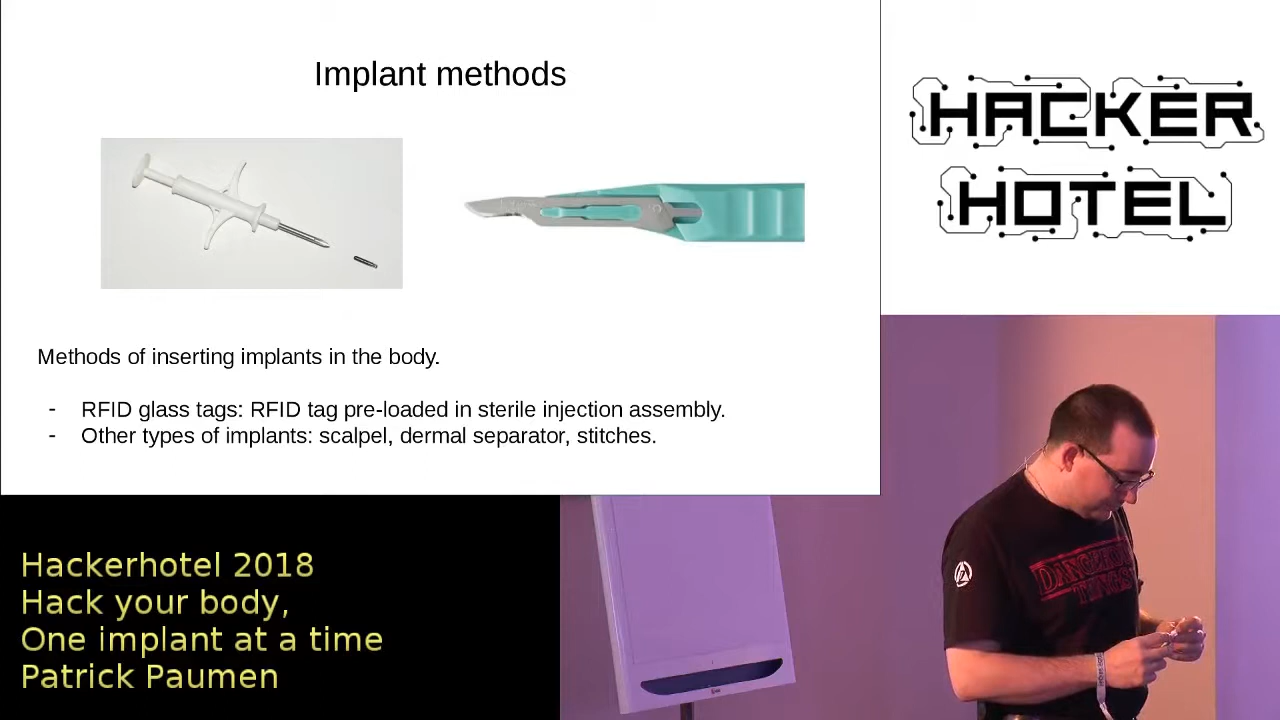 Implant methods
HACKER
HOTEL
Methods of inserting implants in the body.
- RFID glass tags: RFID tag pre-loaded in sterile injection assembly.
- Other types of implants: scalpel, dermal separator, stitches.
Hackerhotel 2018
Hack your body,
One implant at a time
Patrick Paumen
DANGEROUS
THINGS